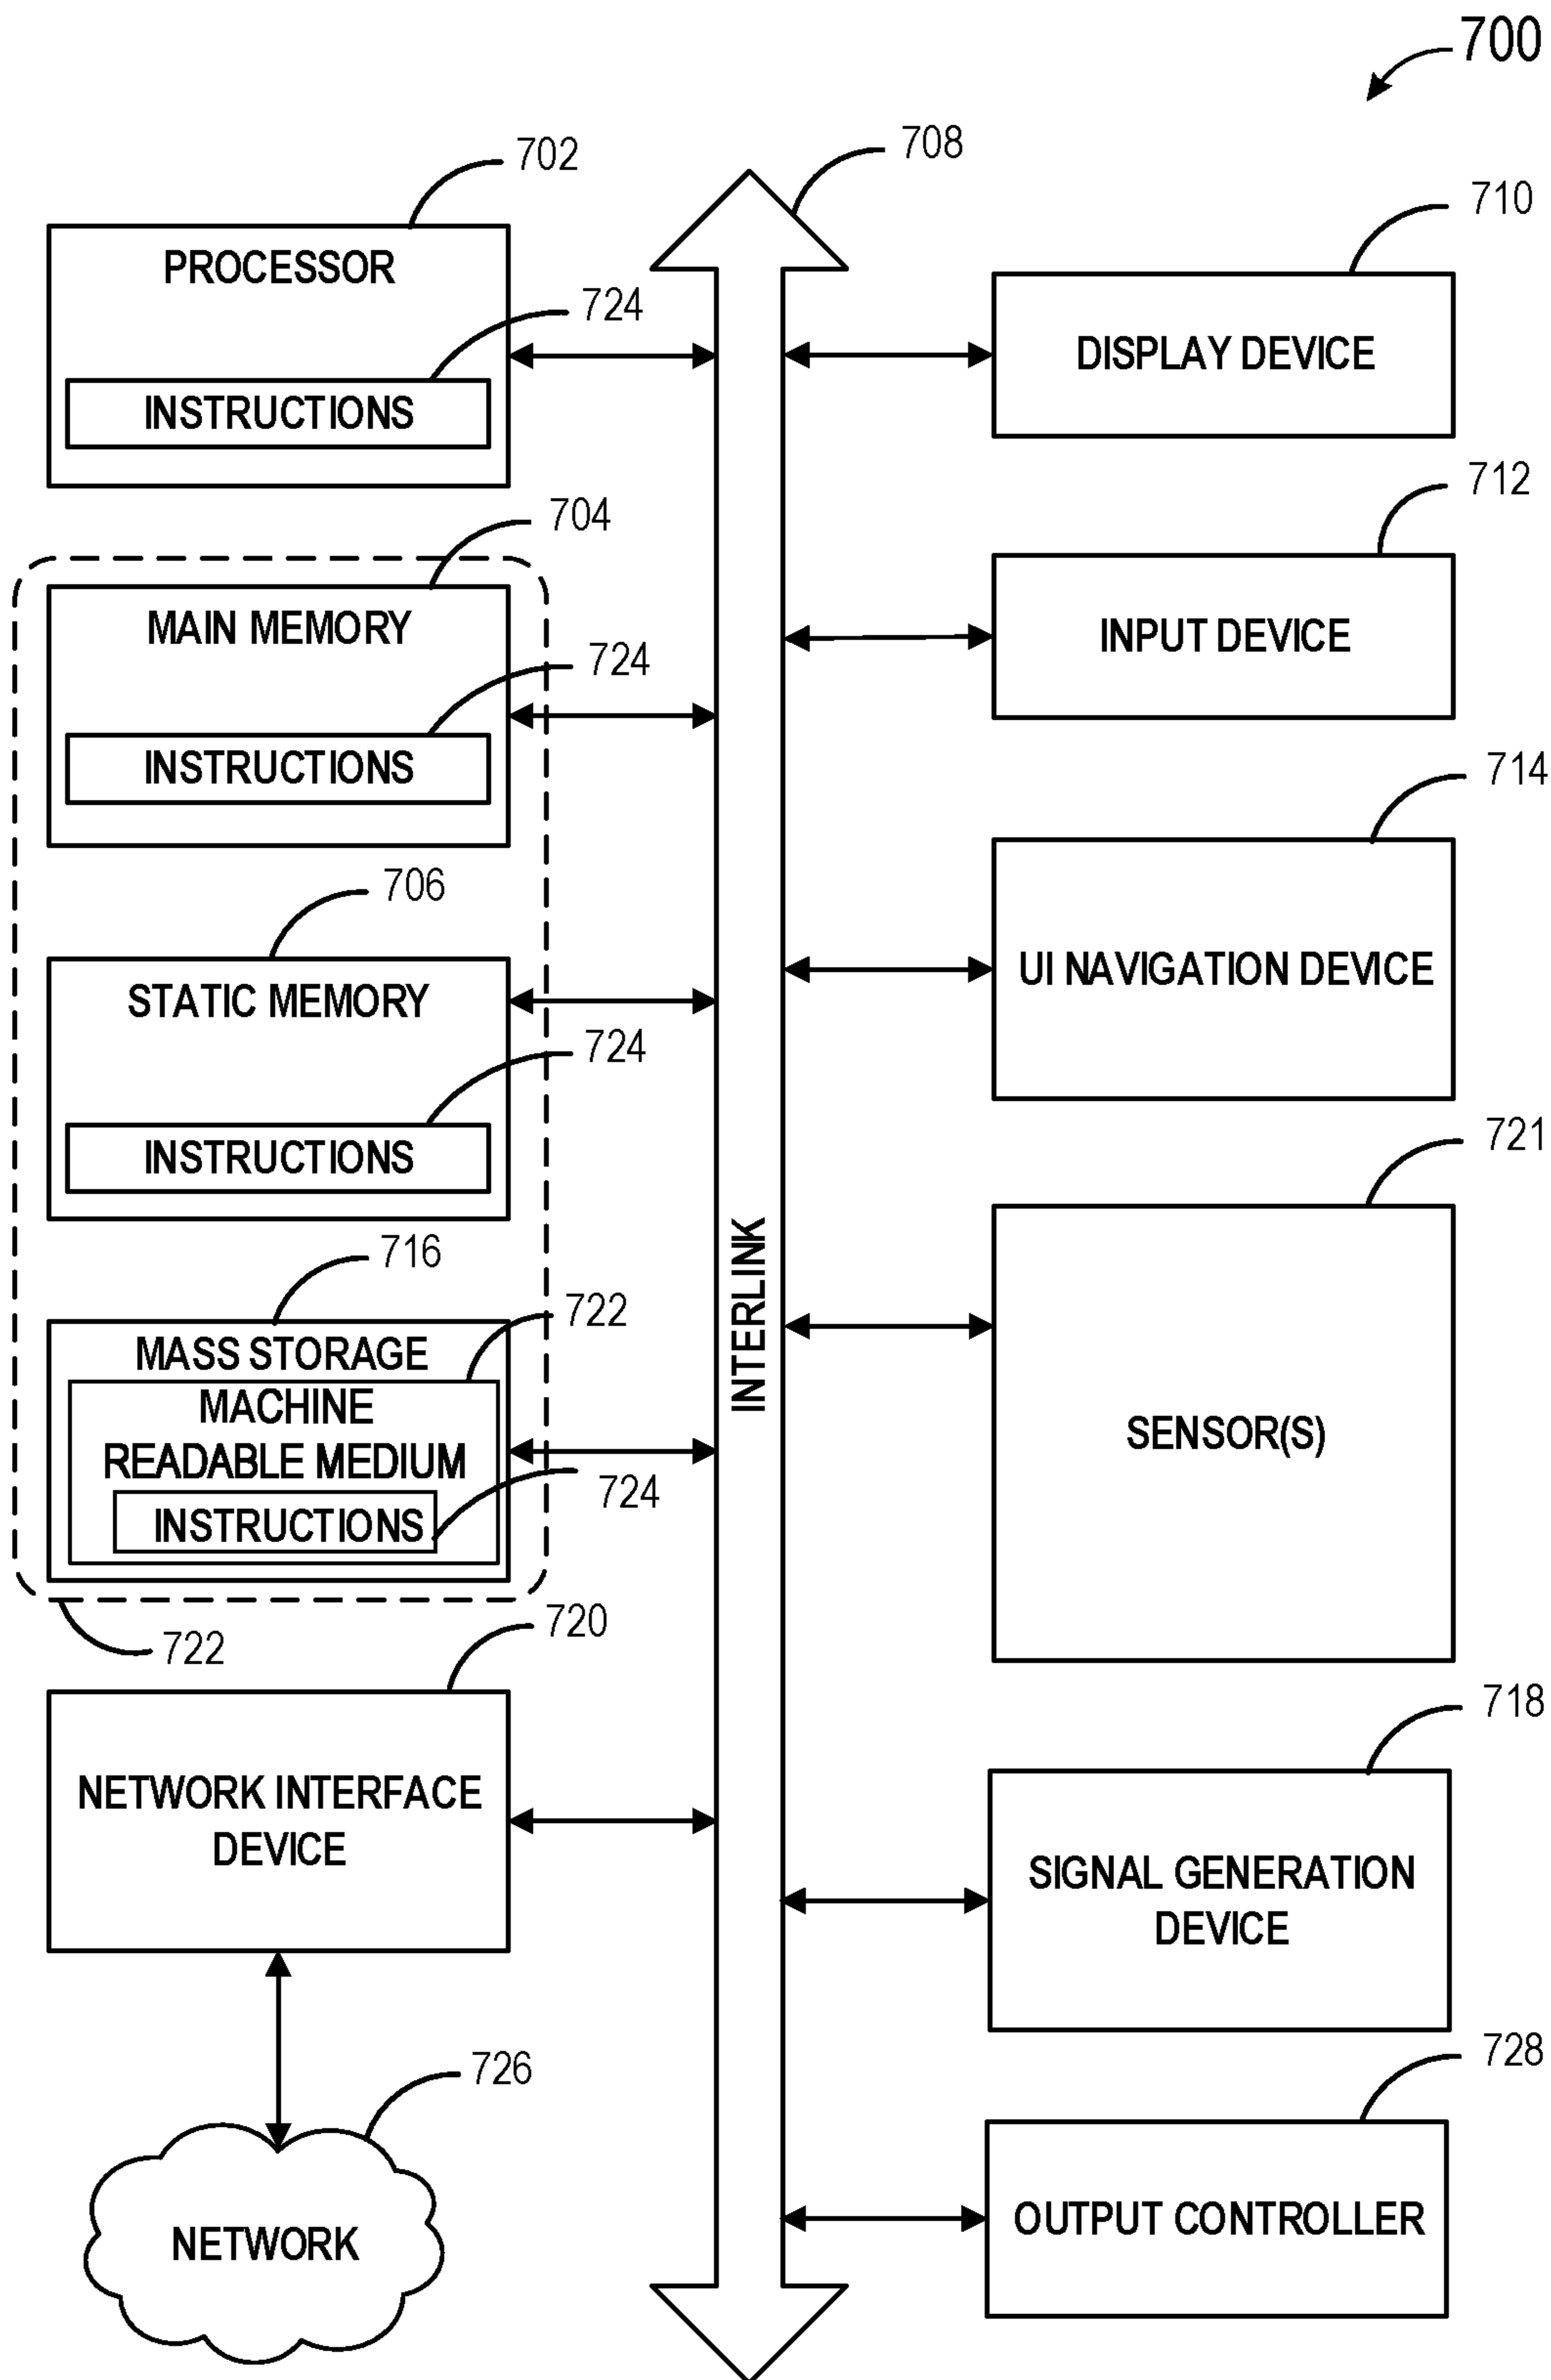 700
702
PROCESSOR
724
INSTRUCTIONS
704
MAIN MEMORY
724
INSTRUCTIONS
706
STATIC MEMORY
724
INSTRUCTIONS
716
722
MASS STORAGE
MACHINE
READABLE MEDIUM
724
INSTRUCTIONS
722
720
NETWORK INTERFACE
DEVICE
726
NETWORK
708
INTERLINK
710
DISPLAY DEVICE
712
INPUT DEVICE
714
UI NAVIGATION DEVICE
721
SENSOR(S)
718
SIGNAL GENERATION
DEVICE
728
OUTPUT CONTROLLER